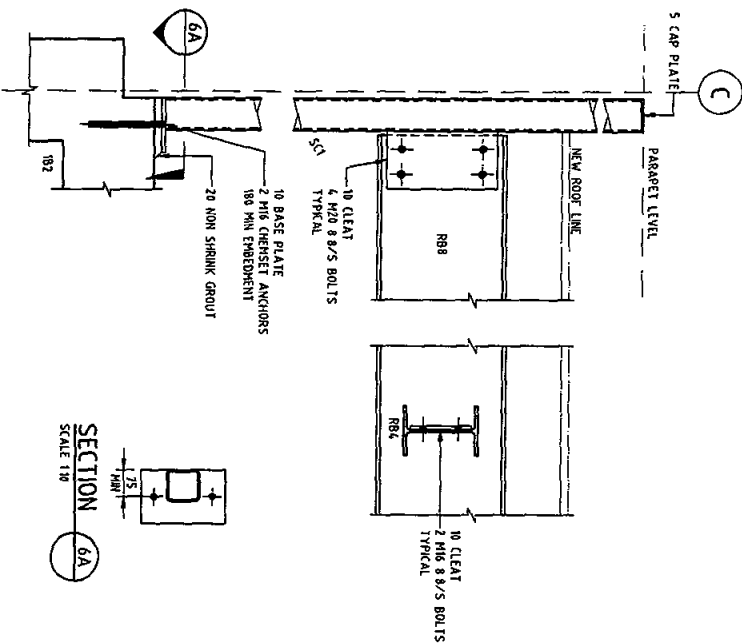 C
5 CAP PLATE
PARAPET LEVEL
NEW ROOF LINE
SC1
10 CLEAT
4 M20 8 8/S BOLTS
TYPICAL
RB8
10 CLEAT
2 M16 8 8/S BOLTS
TYPICAL
RB4
6A
1B2
10 BASE PLATE
2 M16 CHEMSET ANCHORS
180 MIN EMBEDMENT
20 NON SHRINK GROUT
75
MIN
SECTION
SCALE 1:10
6A